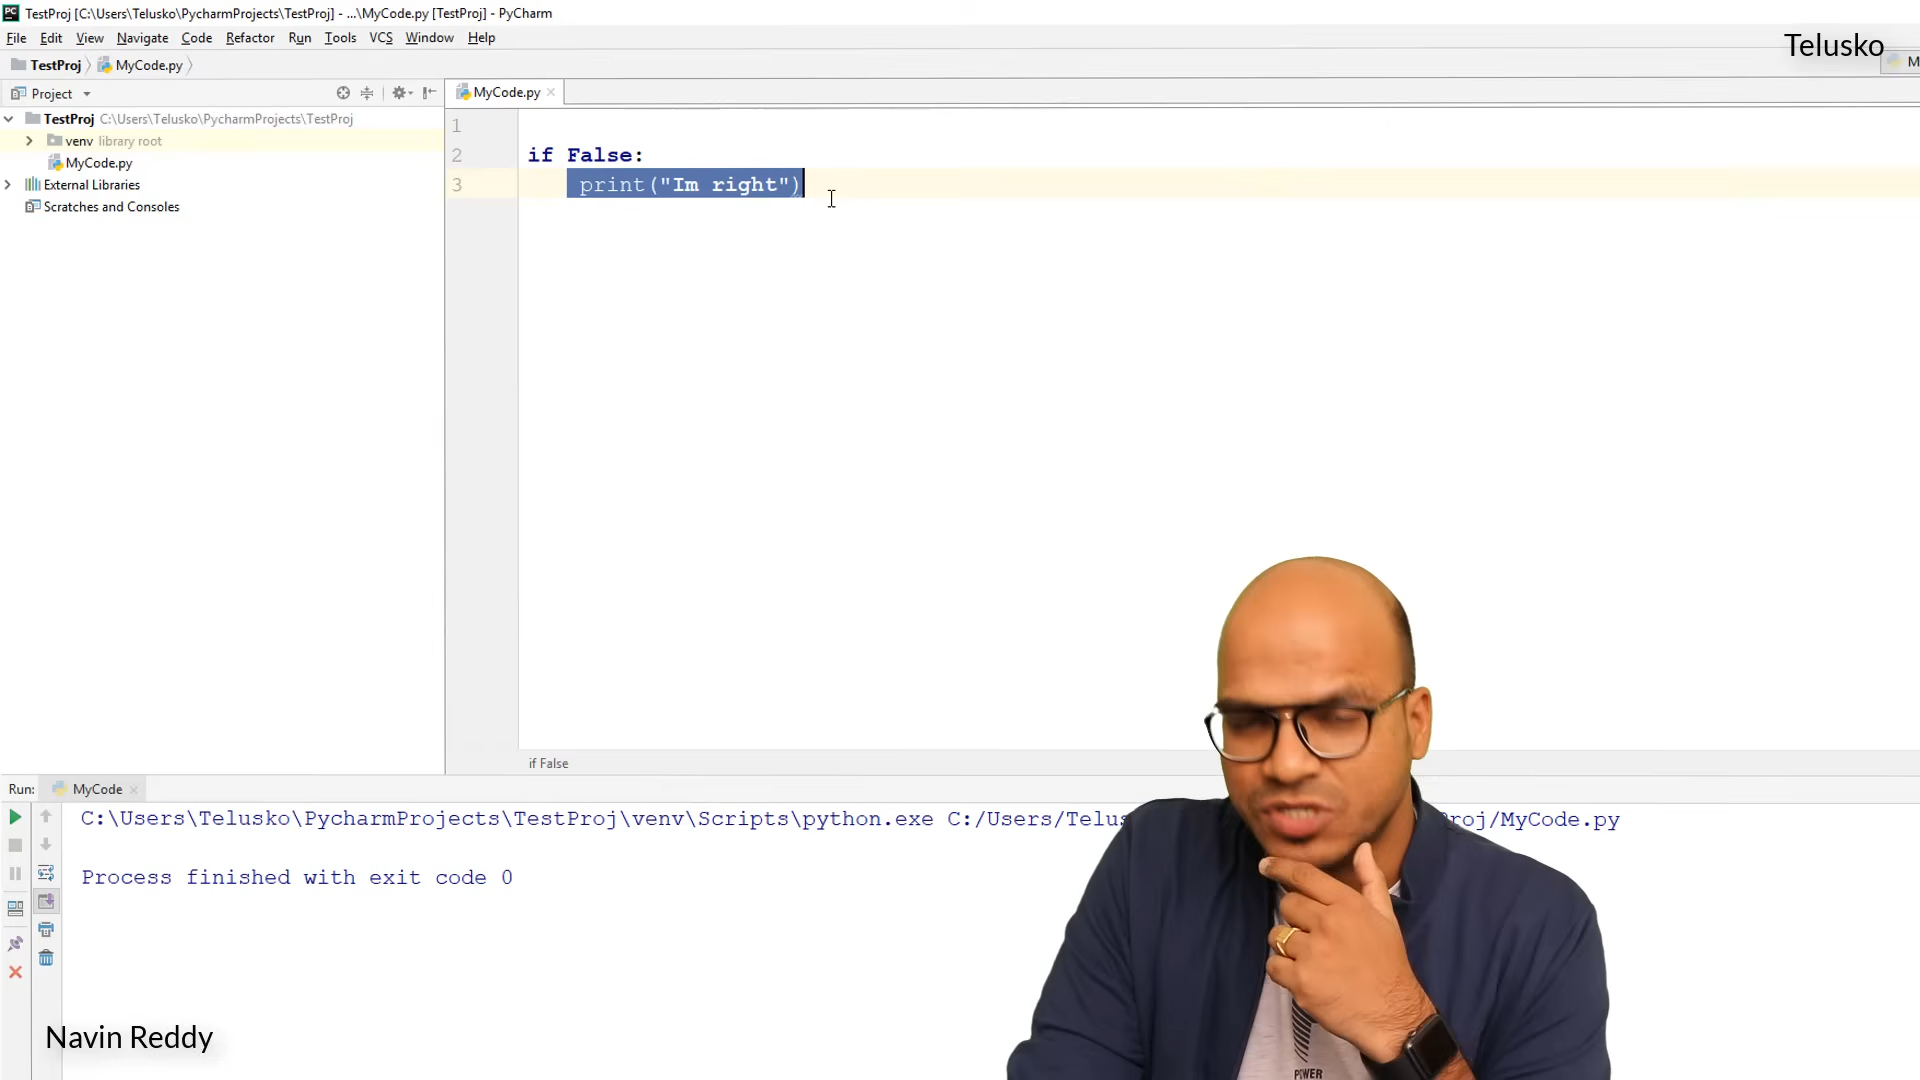 TestProj [C:\Users\Telusko\PycharmProjects\TestProj] - ...\MyCode.py [TestProj] - PyCharm
File Edit View Navigate Code Refactor Run Tools VCS Window Help
Telusko
TestProj MyCode.py
M
Project
MyCode.py
TestProj C:\Users\Telusko\PycharmProjects\TestProj
venv library root
MyCode.py
External Libraries
Scratches and Consoles
1
2 if False:
3 print("Im right")
if False
Run: MyCode
C:\Users\Telusko\PycharmProjects\TestProj\venv\Scripts\python.exe C:/Users/Telus roj/MyCode.py
Process finished with exit code 0
Navin Reddy
POWER